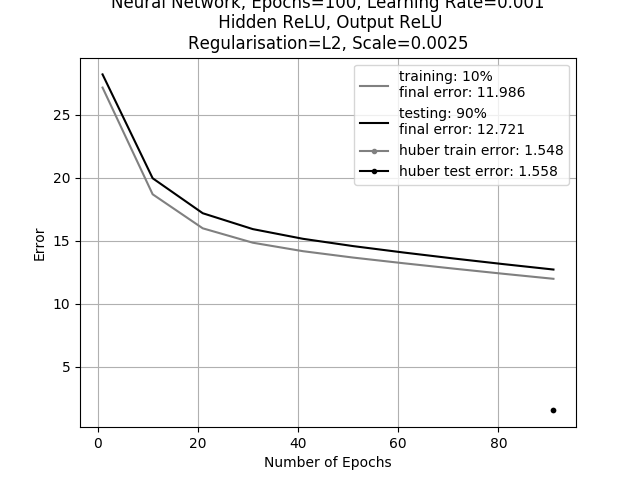 Neural Network, Epochs=100, Learning Rate=0.001
Hidden ReLU, Output ReLU
Regularisation=L2, Scale=0.0025
training: 10%
final error: 11.986
testing: 90%
final error: 12.721
huber train error: 1.548
huber test error: 1.558
25
20
15
10
5
Error
0
20
40
60
80
Number of Epochs